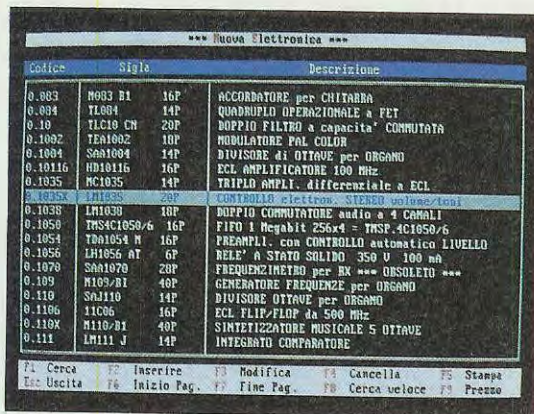 *** Nuova Elettronica ***
Codice Sigla Descrizione
0.083 M083 B1 16P ACCORDATORE per CHITARRA
0.084 TL084 14P QUADRUPLO OPERAZIONALE a FET
0.10 TLC10 CN 20P DOPPIO FILTRO a capacita' COMMUTATA
0.1002 TEA1002 18P MODULATORE PAL COLOR
0.1004 SAA1004 14P DIVISORE di OTTAVE per ORGANO
0.10116 HD10116 16P ECL AMPLIFICATORE 100 MHz
0.1035 MC1035 14P TRIPLO AMPLI. differenziale a ECL
0.1035X LM1035 20P CONTROLLO elettron. STEREO volume/toni
0.1038 LM1038 18P DOPPIO COMMUTATORE audio a 4 CANALI
0.1050 TMS4C1050/6 16P FIFO 1 Megabit 256x4 = TMSP.4C1050/6
0.1054 TDA1054 M 16P PREAMPLI. con CONTROLLO automatico LIVELLO
0.1056 LH1056 AT 6P RELE' A STATO SOLIDO 350 V 100 mA
0.1070 SAA1070 28P FREQUENZIMETRO per RX *** OBSOLETO ***
0.109 M109/B1 40P GENERATORE FREQUENZE per ORGANO
0.110 SAJ110 14P DIVISORE OTTAVE per ORGANO
0.1106 11C06 16P ECL FLIP/FLOP da 500 MHz
0.110X M110/B1 40P SINTETIZZATORE MUSICALE 5 OTTAVE
0.111 LM111 J 14P INTEGRATO COMPARATORE
F1 Cerca F2 Inserire F3 Modifica F4 Cancella F5 Stampa
Esc Uscita F6 Inizio Pag. F7 Fine Pag. F8 Cerca veloce F9 Prezzo